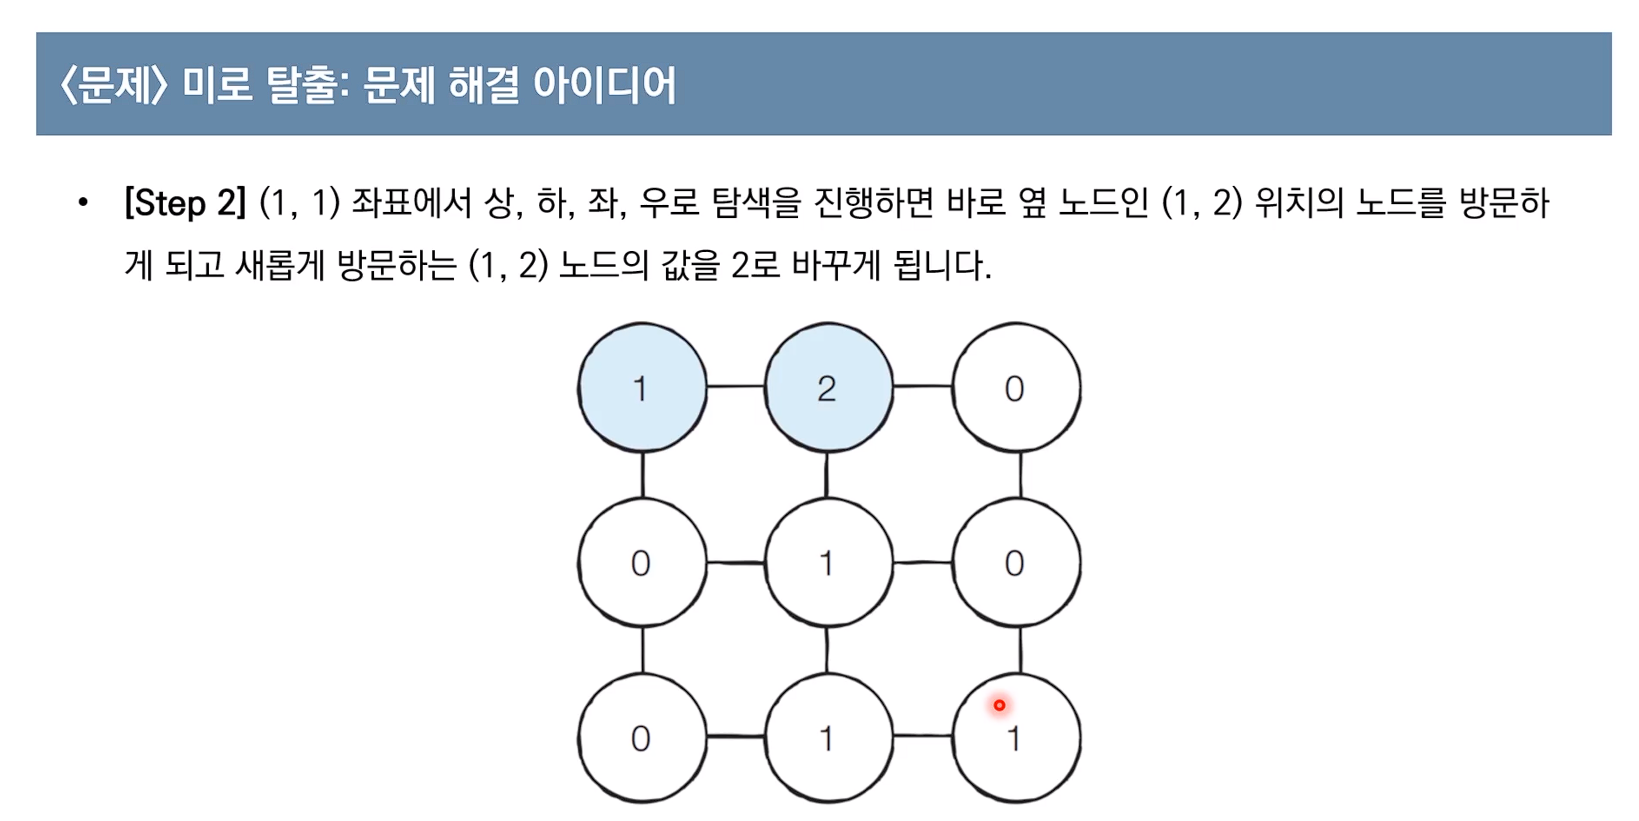 <문제> 미로 탈출: 문제 해결 아이디어
• [Step 2] (1, 1) 좌표에서 상, 하, 좌, 우로 탐색을 진행하면 바로 옆 노드인 (1, 2) 위치의 노드를 방문하
게 되고 새롭게 방문하는 (1, 2) 노드의 값을 2로 바꾸게 됩니다.
1 2 0
0 1 0
0 1 1